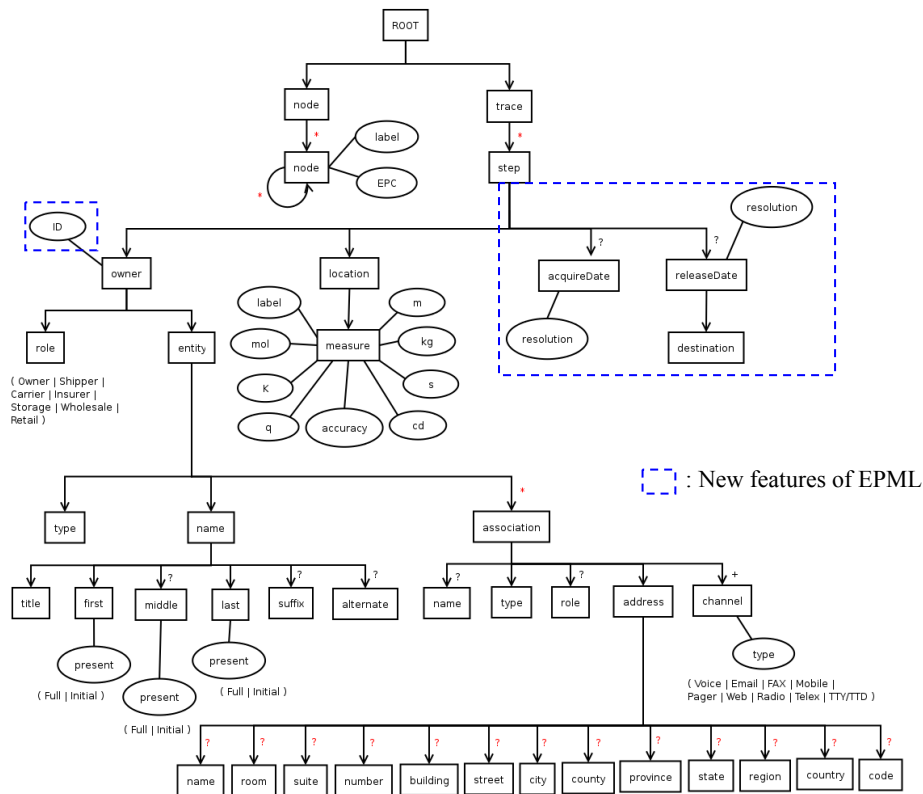 ROOT
node
trace
*
*
label
node
step
EPC
*
resolution
ID
?
?
owner
location
acquireDate
releaseDate
label
m
mol
measure
kg
resolution
destination
role
entity
K
s
( Owner | Shipper |
Carrier | Insurer |
Storage | Wholesale |
Retail )
q
accuracy
cd
: New features of EPML
*
type
name
association
? ? ? ?
? ? +
title
first
middle
last
suffix
alternate
name
type
role
address
channel
present
present
present
type
( Full | Initial )
( Full | Initial )
( Full | Initial )
( Voice | Email | FAX | Mobile |
Pager | Web | Radio | Telex | TTY/TTD )
? ? ? ? ? ? ? ? ? ? ? ? ?
name room suite number building street city county province state region country code